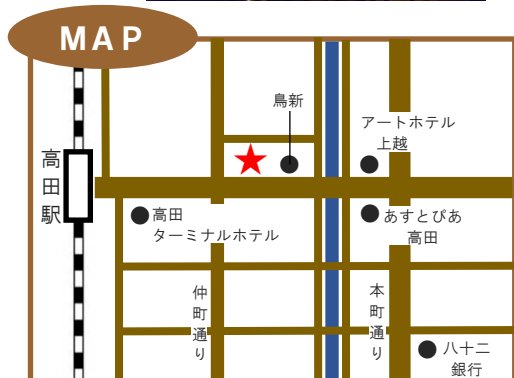 MAP
鳥新
アートホテル
上越
高田駅
高田
ターミナルホテル
あすとぴあ
高田
仲町通り
本町通り
八十二
銀行